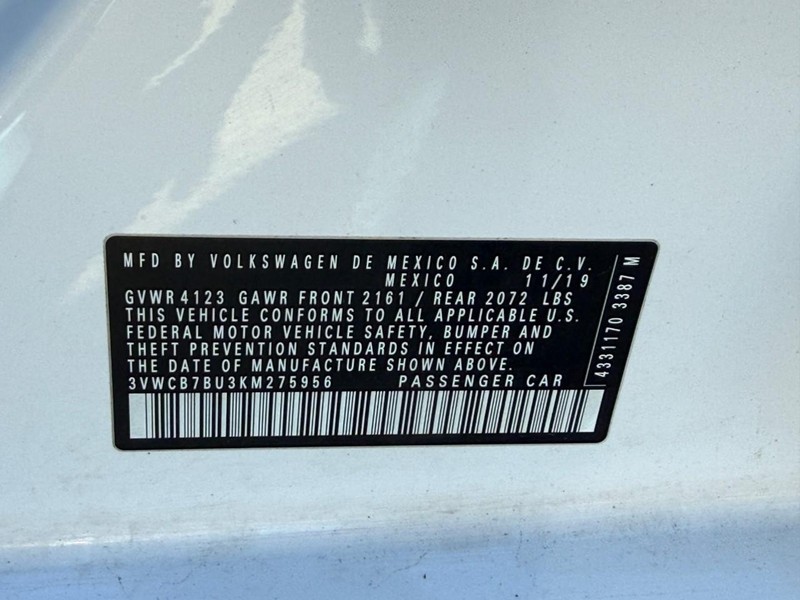 MFD BY VOLKSWAGEN DE MEXICO S.A. DE C.V.
MEXICO 11/19
GVWR 4123 GAWR FRONT 2161 / REAR 2072 LBS
THIS VEHICLE CONFORMS TO ALL APPLICABLE U.S.
FEDERAL MOTOR VEHICLE SAFETY, BUMPER AND
THEFT PREVENTION STANDARDS IN EFFECT ON
THE DATE OF MANUFACTURE SHOWN ABOVE.
3VWCB7BU3KM275956 PASSENGER CAR
4331170 3387 M